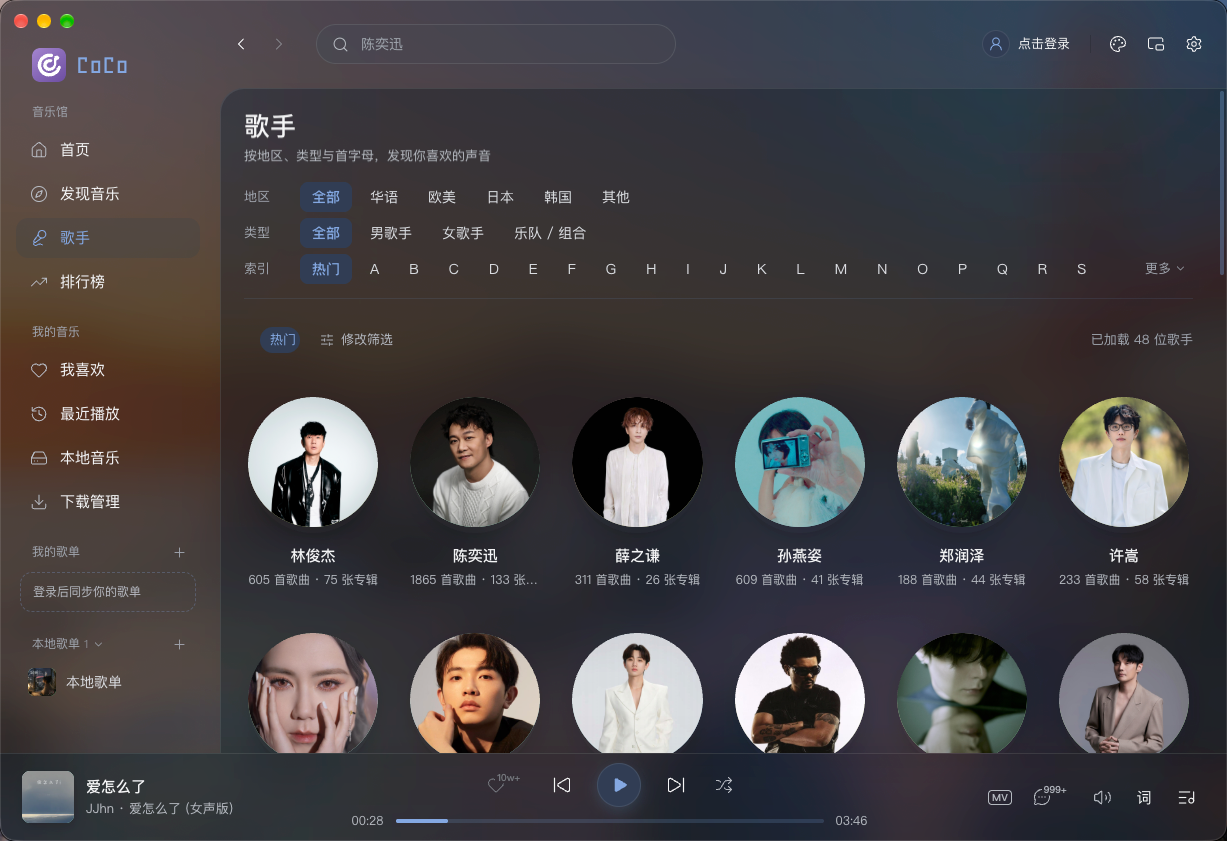 陈奕迅
点击登录
CoCo
音乐馆
首页
发现音乐
歌手
排行榜
我的音乐
我喜欢
最近播放
本地音乐
下载管理
我的歌单
登录后同步你的歌单
本地歌单 1
本地歌单
歌手
按地区、类型与首字母，发现你喜欢的声音
地区 全部 华语 欧美 日本 韩国 其他
类型 全部 男歌手 女歌手 乐队 / 组合
索引 热门 A B C D E F G H I J K L M N O P Q R S 更多
热门 修改筛选 已加载 48 位歌手
林俊杰 陈奕迅 薛之谦 孙燕姿 郑润泽 许嵩
605 首歌曲 · 75 张专辑 1865 首歌曲 · 133 张... 311 首歌曲 · 26 张专辑 609 首歌曲 · 41 张专辑 188 首歌曲 · 44 张专辑 233 首歌曲 · 58 张专辑
爱怎么了
JJhn · 爱怎么了 (女声版)
10w+
00:28 03:46
MV 999+ 词